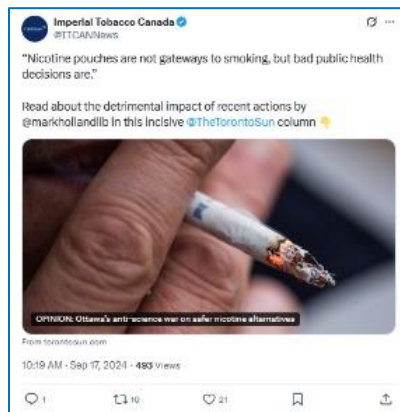 Imperial Tobacco Canada
@ITCANNews
“Nicotine pouches are not gateways to smoking, but bad public health
decisions are.”
Read about the detrimental impact of recent actions by
@markhollandlib in this incisive @TheTorontoSun column 👇
OPINION: Ottawa's anti-science war on safer nicotine alternatives
From torontosun.com
10:19 AM · Sep 17, 2024 · 493 Views
1
10
21